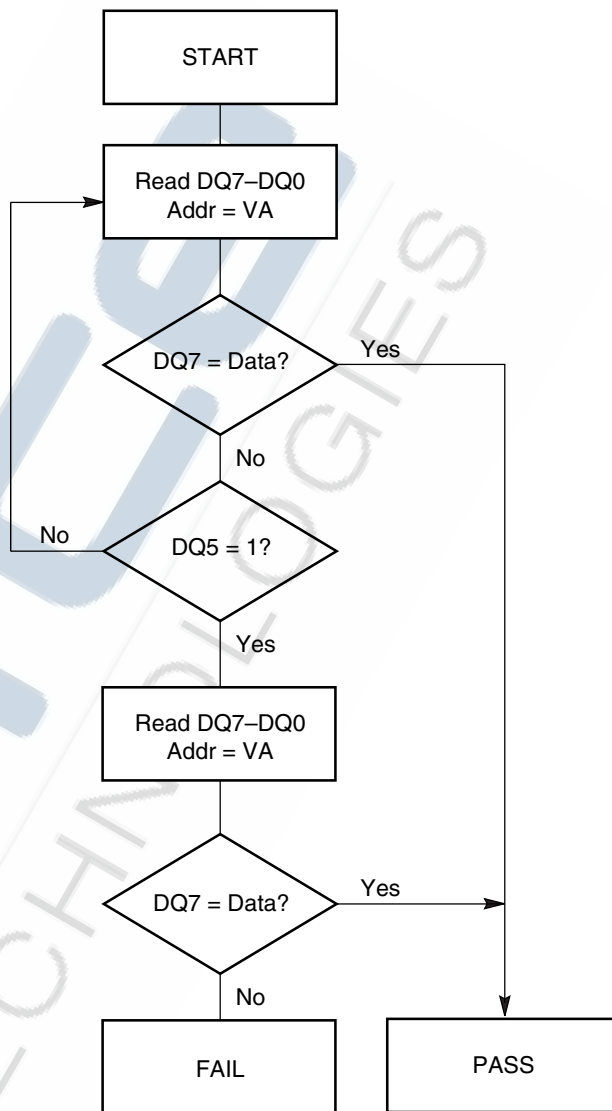 START
Read DQ7–DQ0
Addr = VA
DQ7 = Data?
Yes
No
DQ5 = 1?
No
Yes
Read DQ7–DQ0
Addr = VA
DQ7 = Data?
Yes
No
FAIL
PASS